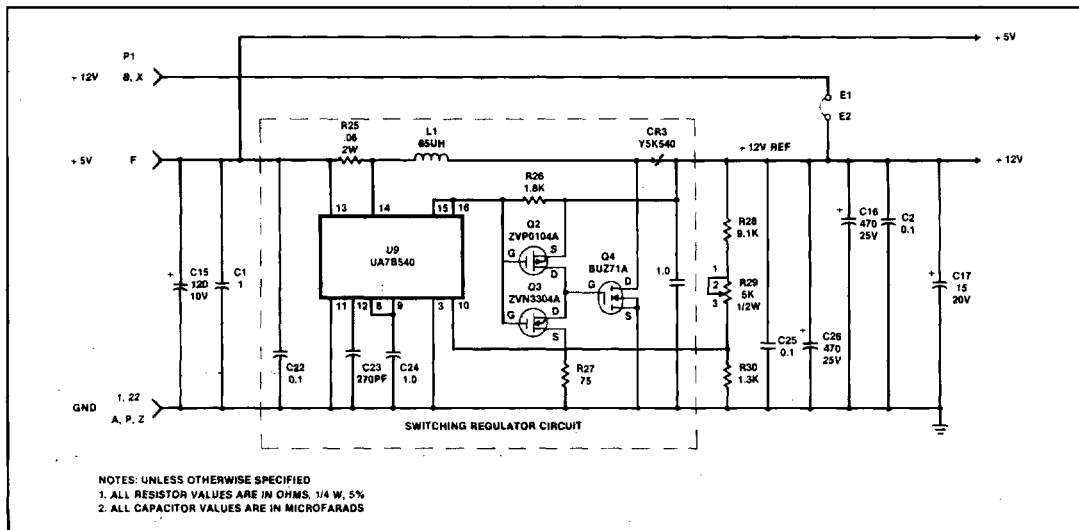 + 5V
P1
+ 12V
8, X
E1
E2
R25
.06
2W
L1
65UH
CR3
Y5K540
+ 5V
F
+ 12V REF
+ 12V
R26
1.8K
13
14
15
16
U9
UA78S40
Q2
ZVP0104A
G
S
D
Q3
ZVN3304A
G
D
S
Q4
BUZ71A
G
D
S
1.0
R28
9.1K
1
2
3
R29
5K
1/2W
+
C16
470
25V
C2
0.1
+
C15
120
10V
C1
1
+
C17
15
20V
11
12
8
9
3
10
C22
0.1
C23
270PF
C24
1.0
R27
75
R30
1.3K
C25
0.1
+
C26
470
25V
GND
1, 22
A, P, Z
SWITCHING REGULATOR CIRCUIT
NOTES: UNLESS OTHERWISE SPECIFIED
1. ALL RESISTOR VALUES ARE IN OHMS, 1/4 W, 5%
2. ALL CAPACITOR VALUES ARE IN MICROFARADS